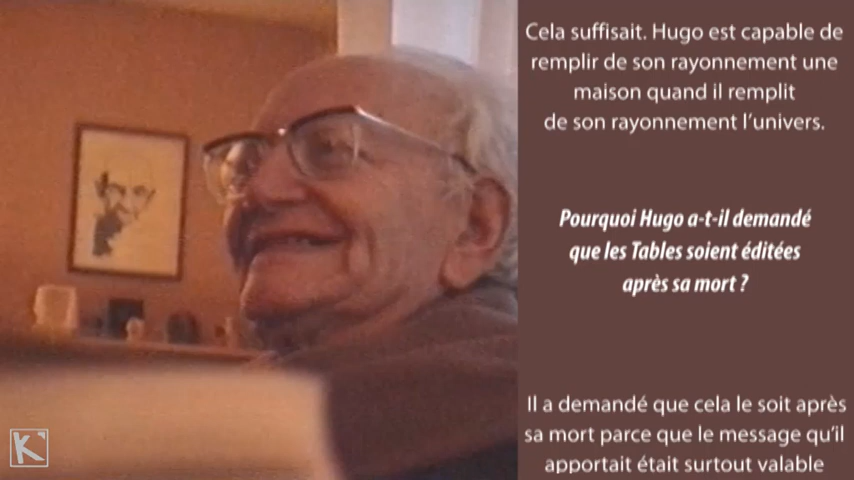 Cela suffisait. Hugo est capable de
remplir de son rayonnement une
maison quand il remplit
de son rayonnement l'univers.
Pourquoi Hugo a-t-il demandé
que les Tables soient éditées
après sa mort ?
Il a demandé que cela le soit après
sa mort parce que le message qu'il
apportait était surtout valable
K